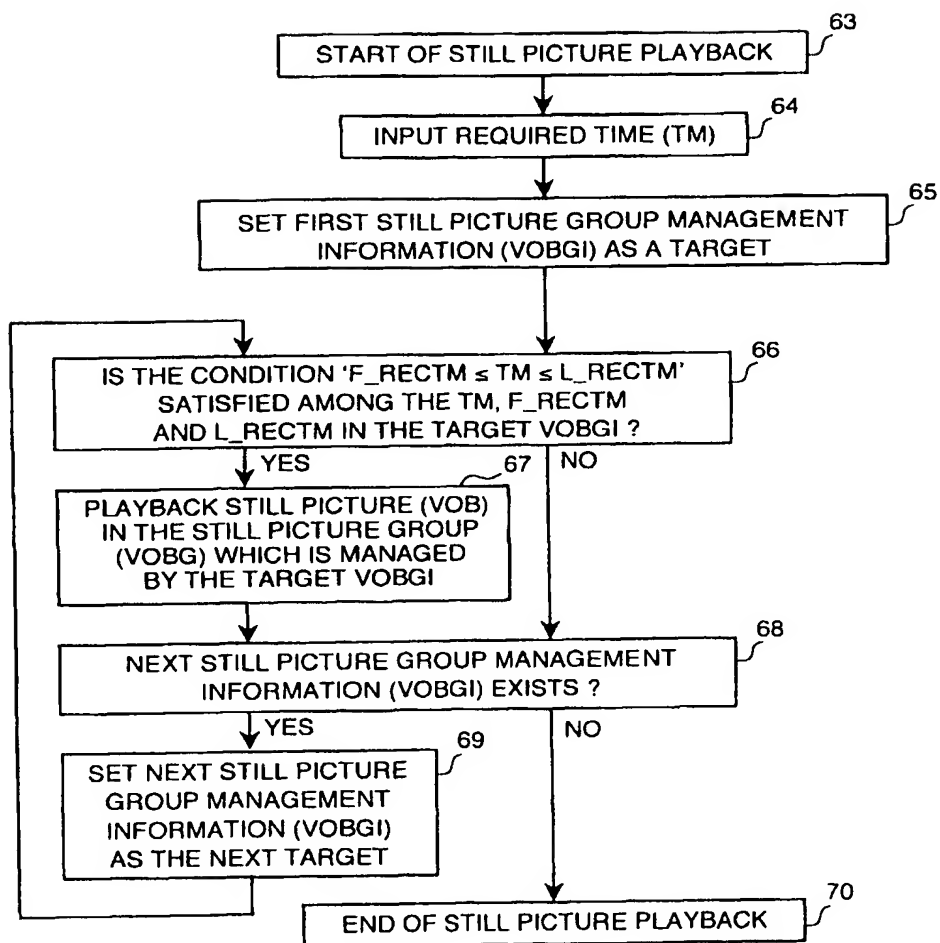 63
START OF STILL PICTURE PLAYBACK
64
INPUT REQUIRED TIME (TM)
65
SET FIRST STILL PICTURE GROUP MANAGEMENT
INFORMATION (VOBGI) AS A TARGET
66
IS THE CONDITION ‘F_RECTM ≤ TM ≤ L_RECTM’
SATISFIED AMONG THE TM, F_RECTM
AND L_RECTM IN THE TARGET VOBGI ?
YES
NO
67
PLAYBACK STILL PICTURE (VOB)
IN THE STILL PICTURE GROUP
(VOBG) WHICH IS MANAGED
BY THE TARGET VOBGI
68
NEXT STILL PICTURE GROUP MANAGEMENT
INFORMATION (VOBGI) EXISTS ?
YES
NO
69
SET NEXT STILL PICTURE
GROUP MANAGEMENT
INFORMATION (VOBGI)
AS THE NEXT TARGET
70
END OF STILL PICTURE PLAYBACK